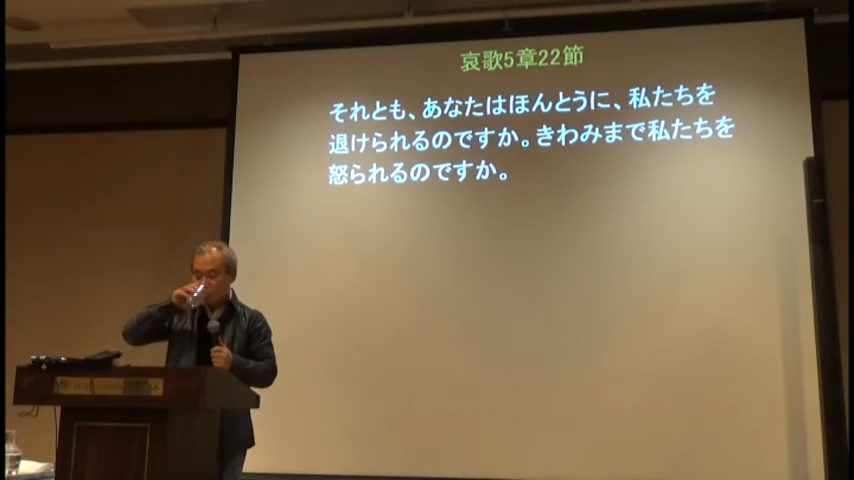 哀歌5章22節
それとも、あなたはほんとうに、私たちを
退けられるのですか。きわみまで私たちを
怒られるのですか。